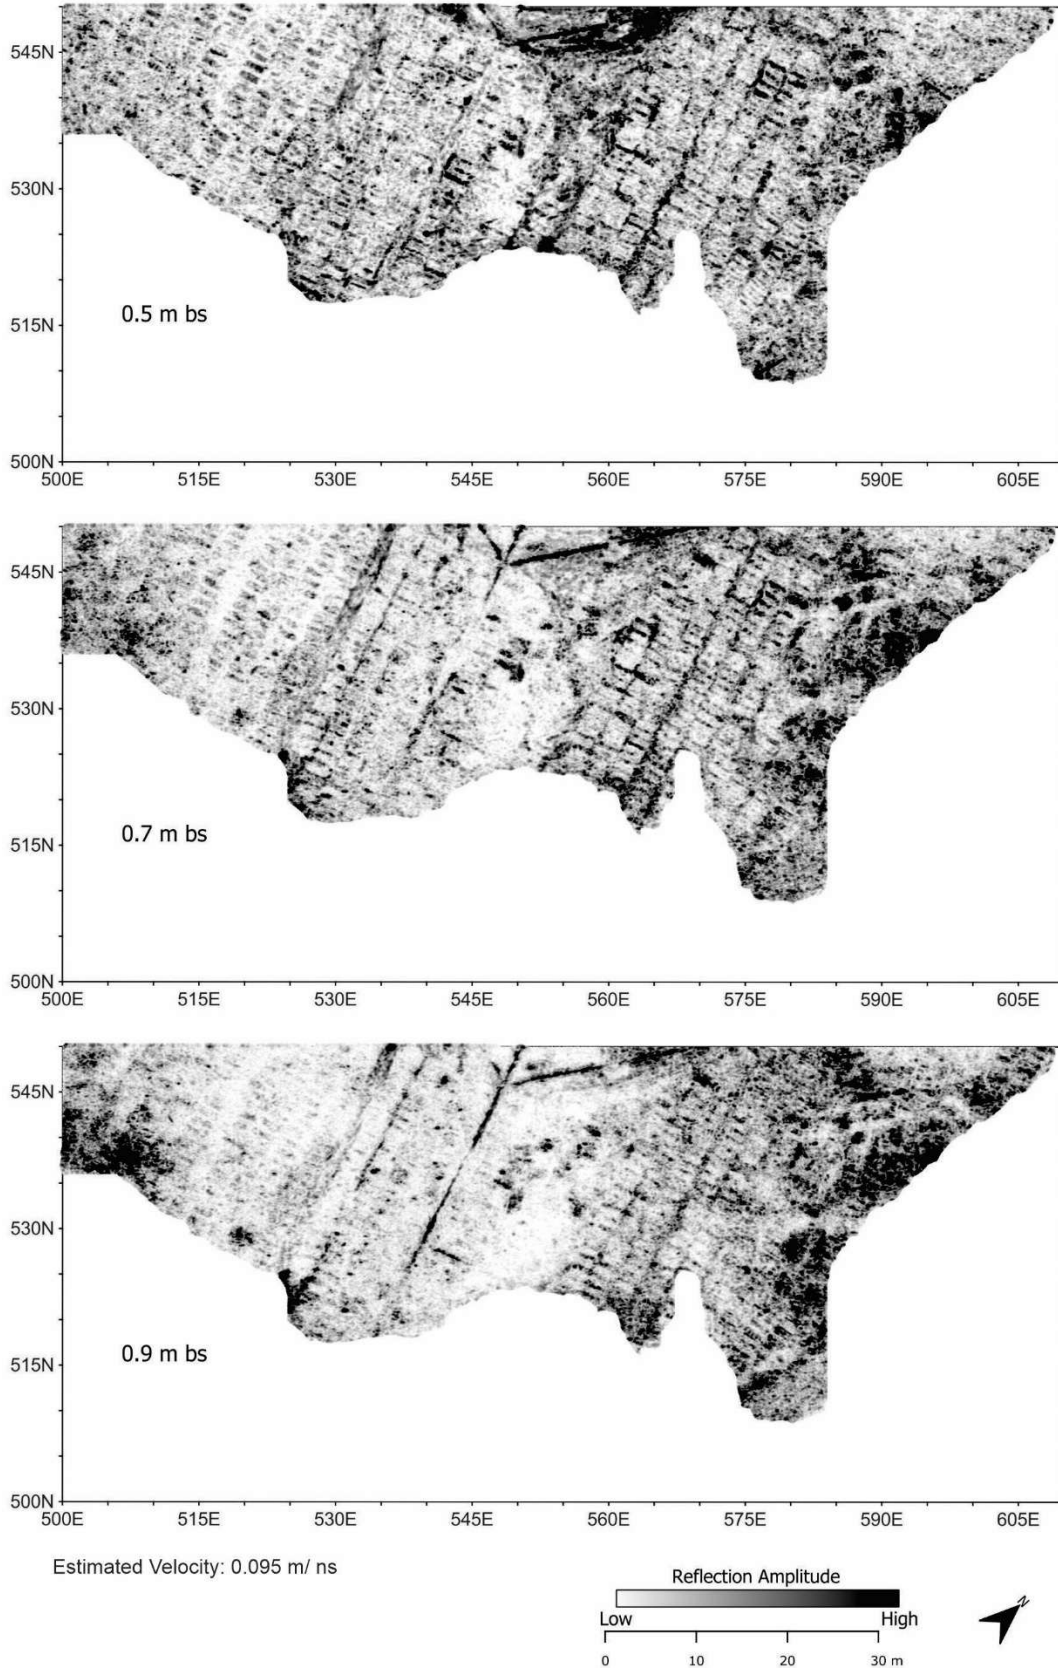 545N
530N
515N
0.5 m bs
500N
500E 515E 530E 545E 560E 575E 590E 605E
545N
530N
515N
0.7 m bs
500N
500E 515E 530E 545E 560E 575E 590E 605E
545N
530N
515N
0.9 m bs
500N
500E 515E 530E 545E 560E 575E 590E 605E
Estimated Velocity: 0.095 m/ ns
Reflection Amplitude
Low High
N
0 10 20 30 m